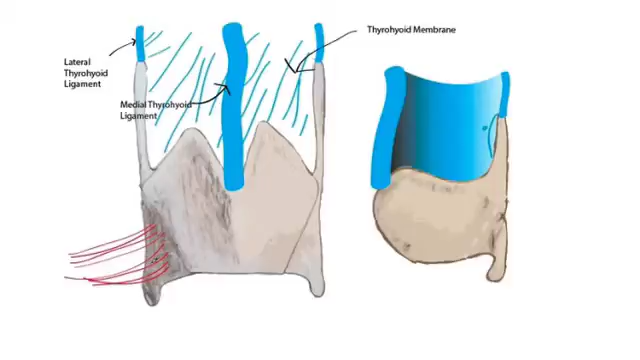 Thyrohyoid Membrane
Lateral
Thyrohyoid
Ligament
Medial Thyrohyoid
Ligament